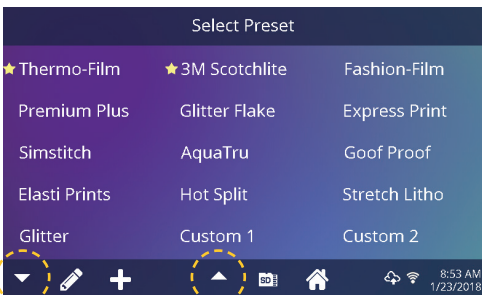 Select Preset
Thermo-Film 3M Scotchlite Fashion-Film
Premium Plus Glitter Flake Express Print
Simstitch AquaTru Goof Proof
Elasti Prints Hot Split Stretch Litho
Glitter Custom 1 Custom 2
SD 8:53 AM
1/23/2018